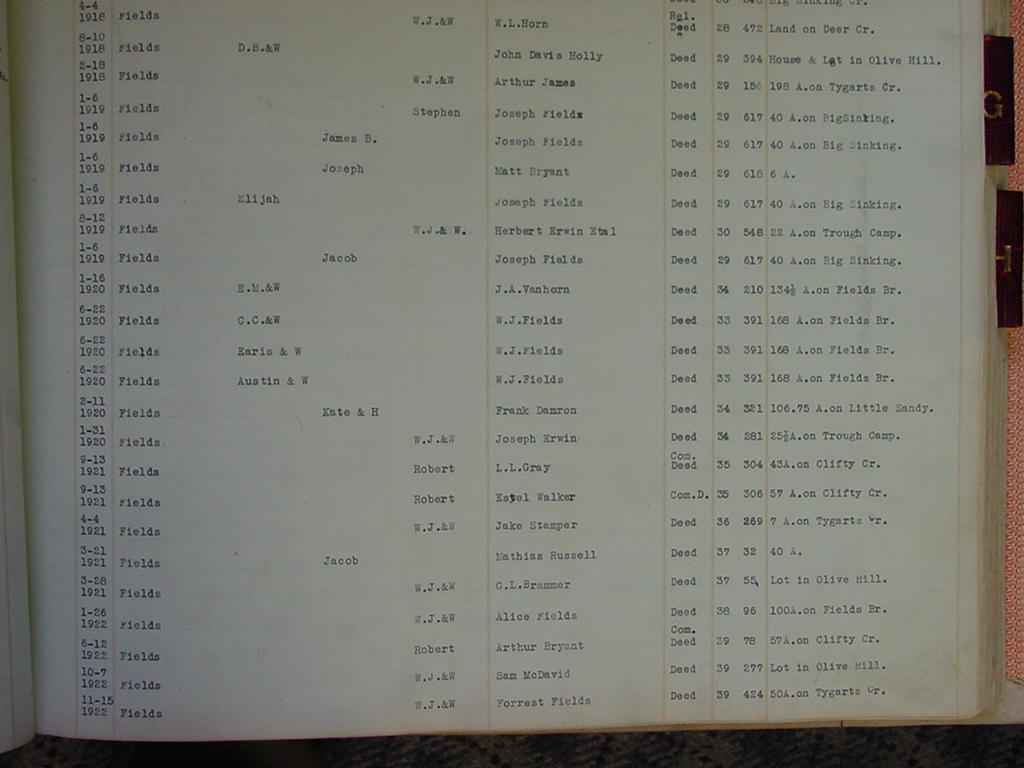 4-4
1918 Fields W.J.&W W.L.Horn Rel. Deed 28 472 Land on Deer Cr.
8-10
1918 Fields D.B.&W John Davis Holly Deed 29 394 House & Lot in Olive Hill.
2-18
1918 Fields W.J.&W Arthur James Deed 29 156 198 A.on Tygarts Cr.
1-6
1919 Fields Stephen Joseph Fields Deed 29 617 40 A.on BigSinking.
1-6
1919 Fields James B. Joseph Fields Deed 29 617 40 A.on Big Sinking.
1-6
1919 Fields Joseph Matt Bryant Deed 29 618 6 A.
1-6
1919 Fields Elijah Joseph Fields Deed 29 617 40 A.on Big Sinking.
8-12
1919 Fields W.J.& W. Herbert Erwin Etal Deed 30 548 22 A.on Trough Camp.
1-6
1919 Fields Jacob Joseph Fields Deed 29 617 40 A.on Big Sinking.
1-16
1920 Fields E.M.&W J.A.Vanhorn Deed 34 210 134½ A.on Fields Br.
6-22
1920 Fields C.C.&W W.J.Fields Deed 33 391 168 A.on Fields Br.
6-22
1920 Fields Earis & W W.J.Fields Deed 33 391 168 A.on Fields Br.
6-22
1920 Fields Austin & W W.J.Fields Deed 33 391 168 A.on Fields Br.
2-11
1920 Fields Kate & H Frank Damron Deed 34 321 106.75 A.on Little Sandy.
1-31
1920 Fields W.J.&W Joseph Erwin Deed 34 281 25½A.on Trough Camp.
9-13 Com.
1921 Fields Robert L.L.Gray Deed 35 304 43A.on Clifty Cr.
9-13
1921 Fields Robert Estel Walker Com.D. 35 306 57 A.on Clifty Cr.
4-4
1921 Fields W.J.&W Jake Stamper Deed 36 269 7 A.on Tygarts Cr.
3-21
1921 Fields Jacob Mathias Russell Deed 37 32 40 A.
3-28
1921 Fields W.J.&W G.L.Brammer Deed 37 55 Lot in Olive Hill.
1-26
1922 Fields W.J.&W Alice Fields Deed 38 96 100A.on Fields Br.
6-12 Com.
1922 Fields Robert Arthur Bryant Deed 39 78 57A.on Clifty Cr.
10-7
1922 Fields W.J.&W Sam McDavid Deed 39 277 Lot in Olive Hill.
11-15
1922 Fields W.J.&W Forrest Fields Deed 39 424 50A.on Tygarts Cr.
G
H